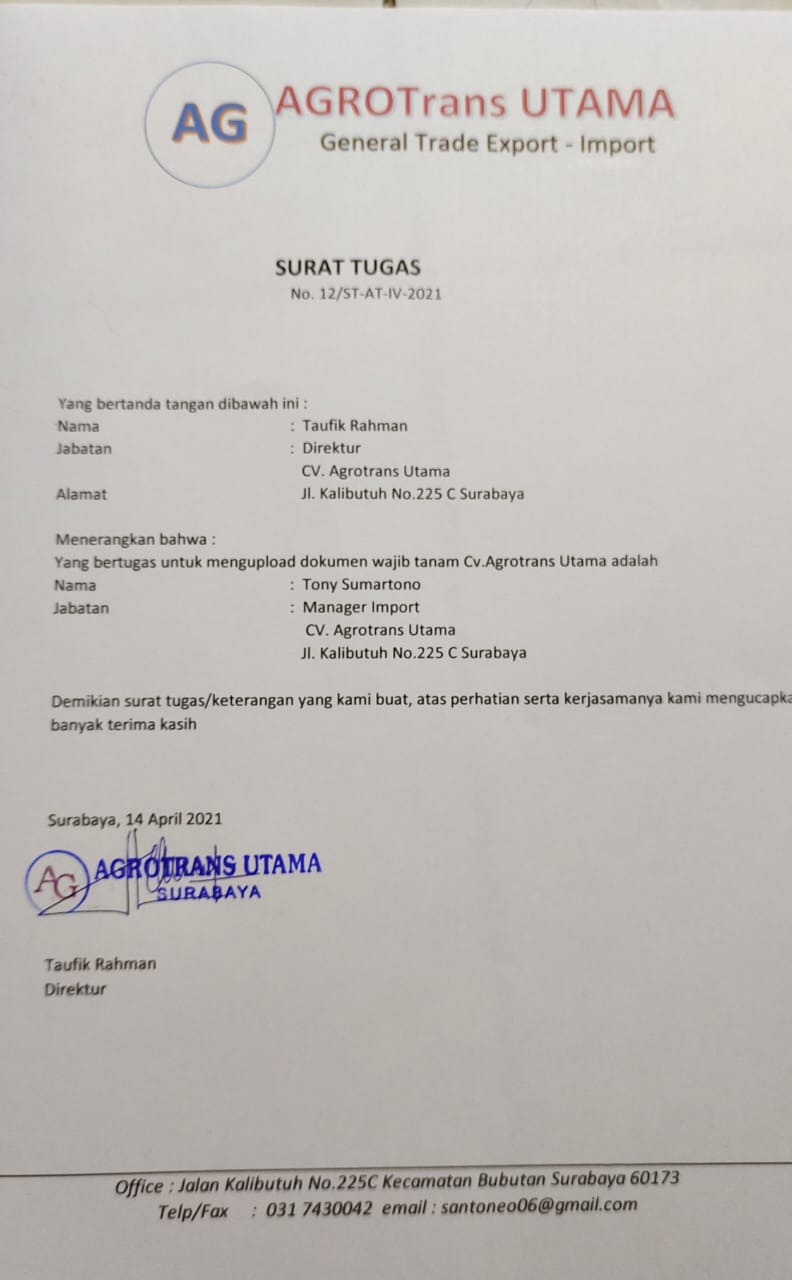 AG
AGROTrans UTAMA
General Trade Export - Import
SURAT TUGAS
No. 12/ST-AT-IV-2021
Yang bertanda tangan dibawah ini :
Nama : Taufik Rahman
Jabatan : Direktur
CV. Agrotrans Utama
Alamat Jl. Kalibutuh No.225 C Surabaya
Menerangkan bahwa :
Yang bertugas untuk mengupload dokumen wajib tanam Cv.Agrotrans Utama adalah
Nama : Tony Sumartono
Jabatan : Manager Import
CV. Agrotrans Utama
Jl. Kalibutuh No.225 C Surabaya
Demikian surat tugas/keterangan yang kami buat, atas perhatian serta kerjasamanya kami mengucapka
banyak terima kasih
Surabaya, 14 April 2021
AG AGROTRANS UTAMA
SURABAYA
Taufik Rahman
Direktur
Office : Jalan Kalibutuh No.225C Kecamatan Bubutan Surabaya 60173
Telp/Fax : 031 7430042 email : santoneo06@gmail.com